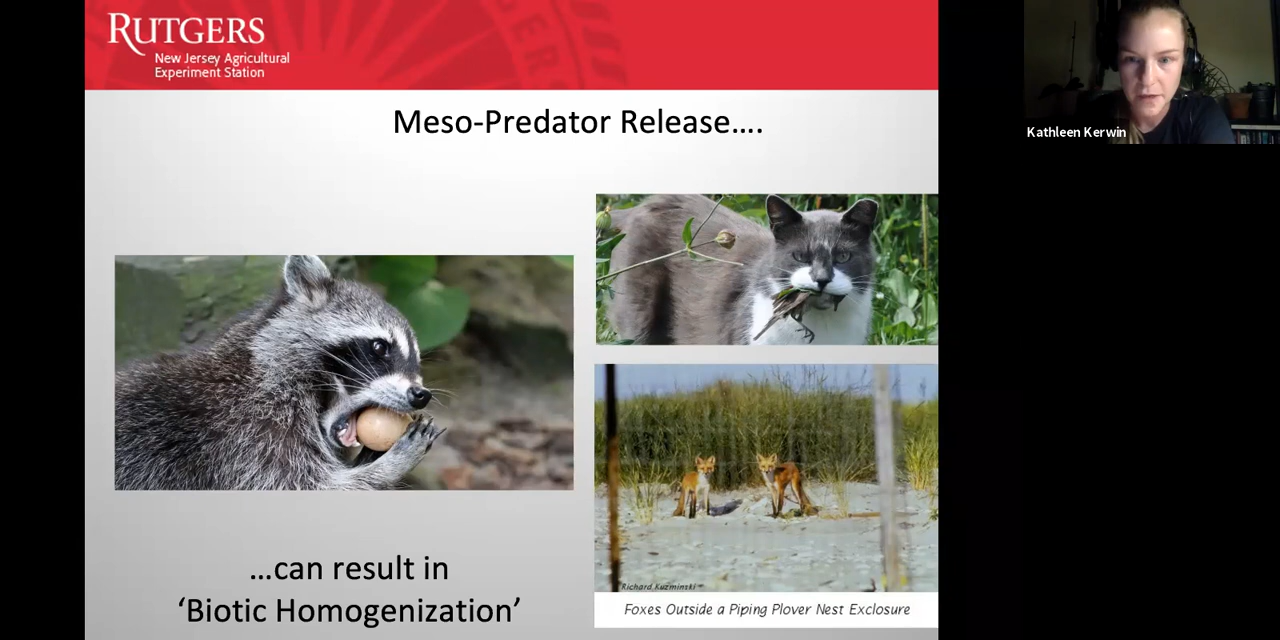 RUTGERS
New Jersey Agricultural
Experiment Station
Meso-Predator Release….
Kathleen Kerwin
Richard Kuzminski
Foxes Outside a Piping Plover Nest Exclosure
…can result in
‘Biotic Homogenization’